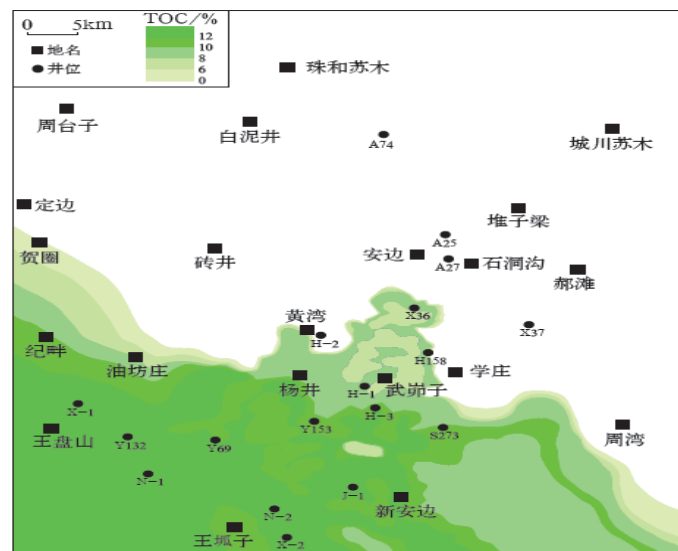 0 5km
地名
井位
TOC/%
12
10
8
6
0
珠和苏木
周台子
白泥井
A74
城川苏木
定边
堆子梁
贺圈
砖井
安边
A25
A27
石洞沟
郝滩
黄湾
H-2
X36
X37
纪畔
油坊庄
H158
杨井
H-1
武峁子
学庄
X-1
H-3
王盘山
Y132
Y69
Y153
S273
周湾
N-1
J-1
新安边
N-2
王坬子
X-2